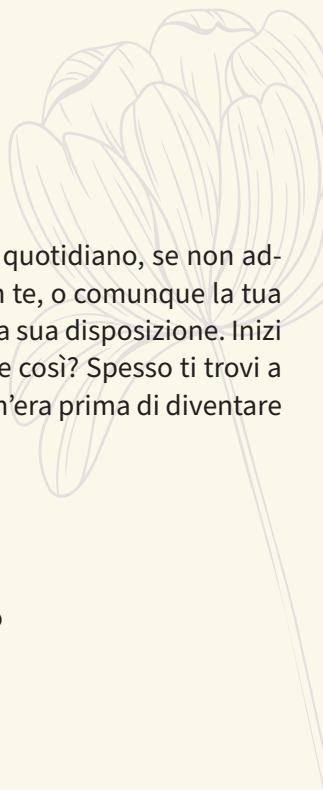 quotidiano, se non ad-
n te, o comunque la tua
a sua disposizione. Inizi
e così? Spesso ti trovi a
m'era prima di diventare
o